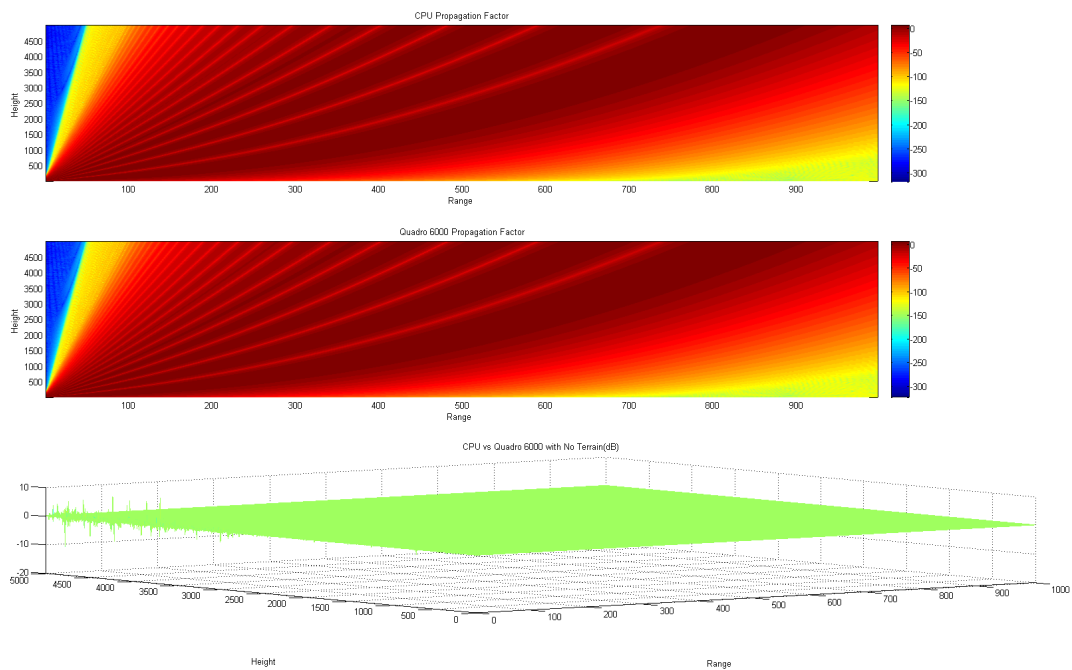 CPU Propagation Factor
4500
4000
3500
3000
2500
2000
1500
1000
500
Height
100 200 300 400 500 600 700 800 900
Range
0
-50
-100
-150
-200
-250
-300
Quadro 6000 Propagation Factor
4500
4000
3500
3000
2500
2000
1500
1000
500
Height
100 200 300 400 500 600 700 800 900
Range
0
-50
-100
-150
-200
-250
-300
CPU vs Quadro 6000 with No Terrain(dB)
10
0
-10
-20
5000 4500 4000 3500 3000 2500 2000 1500 1000 500 0
0 100 200 300 400 500 600 700 800 900 1000
Height
Range